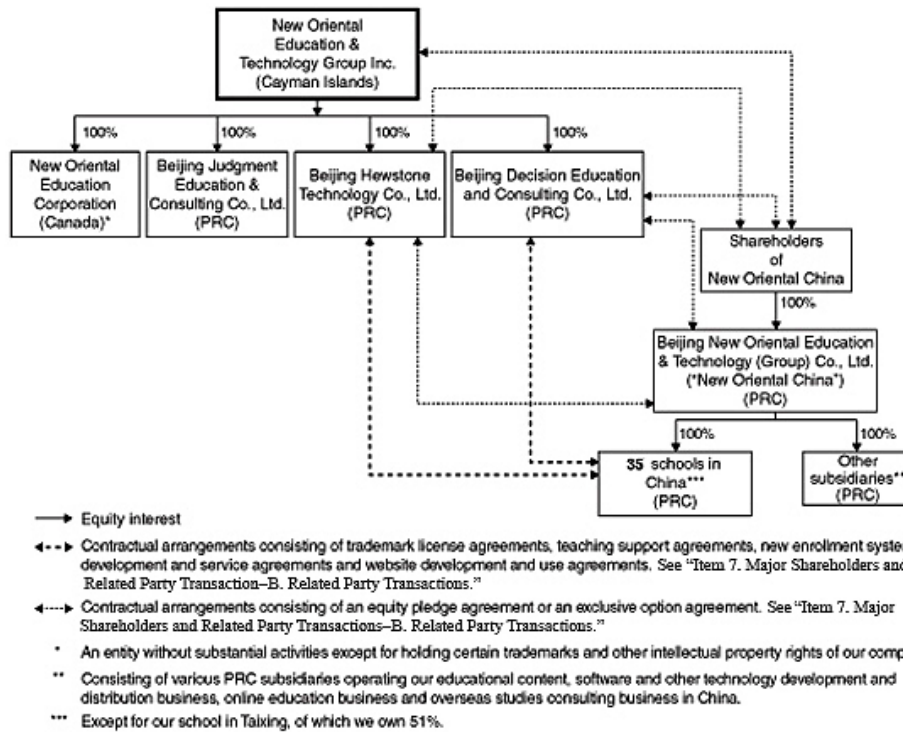 New Oriental
Education &
Technology Group Inc.
(Cayman Islands)
100%
100%
100%
100%
New Oriental
Education
Corporation
(Canada)*
Beijing Judgment
Education &
Consulting Co., Ltd.
(PRC)
Beijing Hewstone
Technology Co., Ltd.
(PRC)
Beijing Decision Education
and Consulting Co., Ltd.
(PRC)
Shareholders
of
New Oriental China
100%
Beijing New Oriental Education
& Technology (Group) Co., Ltd.
("New Oriental China")
(PRC)
100%
100%
35 schools in
China***
(PRC)
Other
subsidiaries**
(PRC)
Equity interest
Contractual arrangements consisting of trademark license agreements, teaching support agreements, new enrollment system
development and service agreements and website development and use agreements. See "Item 7. Major Shareholders and
Related Party Transaction–B. Related Party Transactions."
Contractual arrangements consisting of an equity pledge agreement or an exclusive option agreement. See "Item 7. Major
Shareholders and Related Party Transactions–B. Related Party Transactions."
* An entity without substantial activities except for holding certain trademarks and other intellectual property rights of our comp
** Consisting of various PRC subsidiaries operating our educational content, software and other technology development and
distribution business, online education business and overseas studies consulting business in China.
*** Except for our school in Taixing, of which we own 51%.